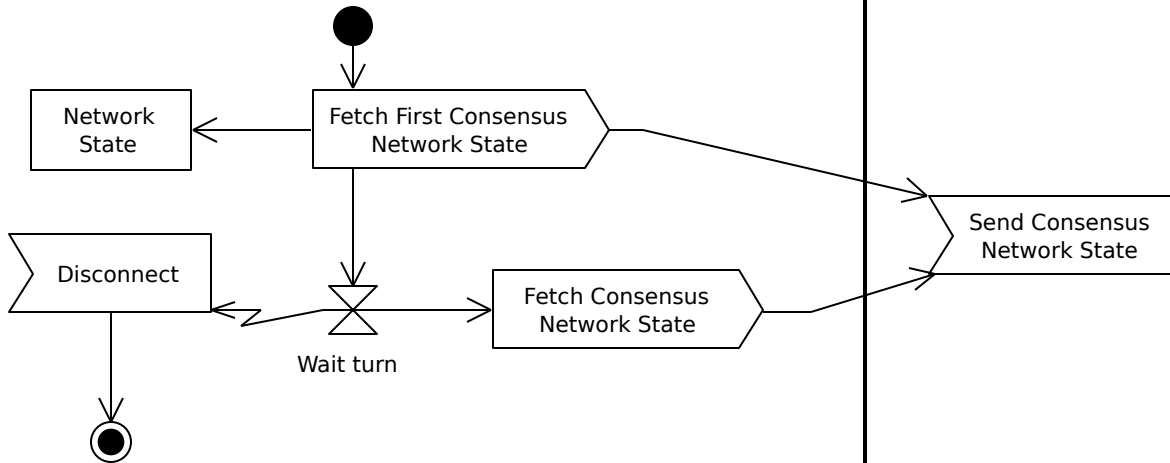 Network
State
Fetch First Consensus
Network State
Send Consensus
Network State
Disconnect
Fetch Consensus
Network State
Wait turn